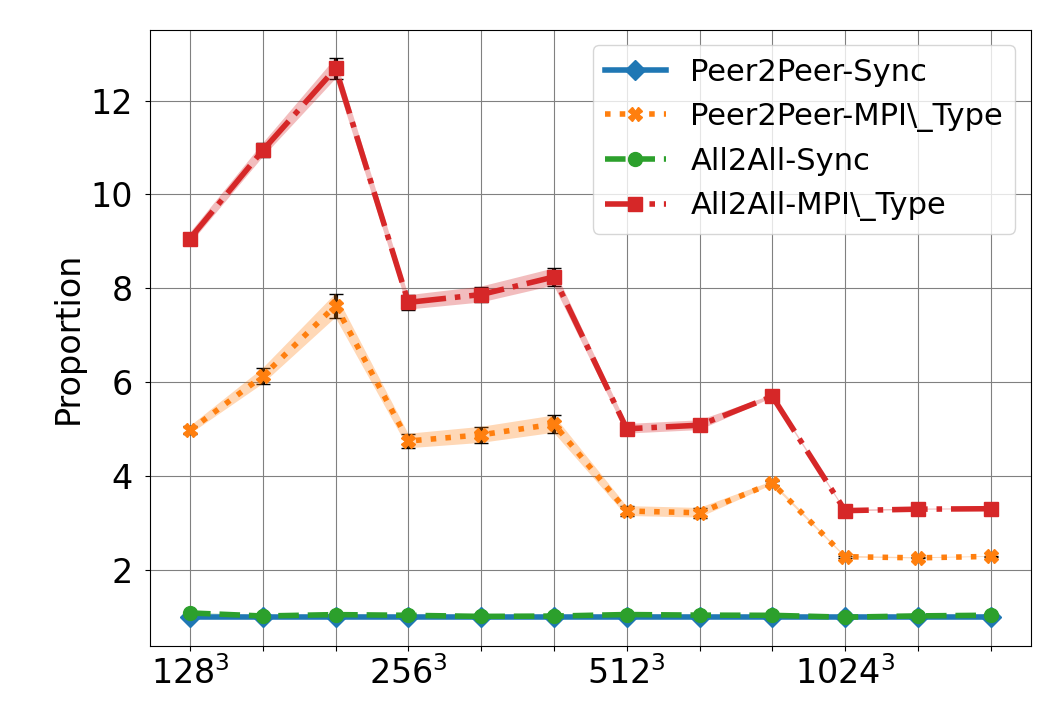 Peer2Peer-Sync
Peer2Peer-MPI\_Type
All2All-Sync
All2All-MPI\_Type
Proportion
12
10
8
6
4
2
128³ 256³ 512³ 1024³